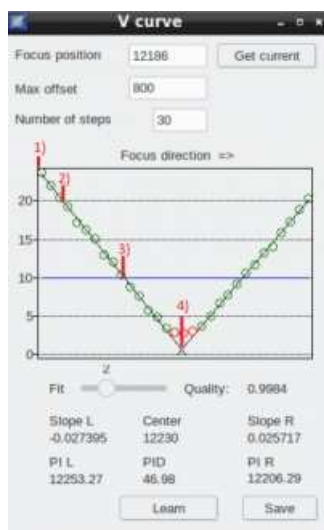 V curve
Focus position 12186 Get current
Max offset 800
Number of steps 30
1) Focus direction =>
2)
20
15
3)
10
4)
5
0
2
Fit Quality: 0.9984
Slope L Center Slope R
-0.027395 12230 0.025717
PI L PID PI R
12253.27 46.98 12206.29
Learn Save